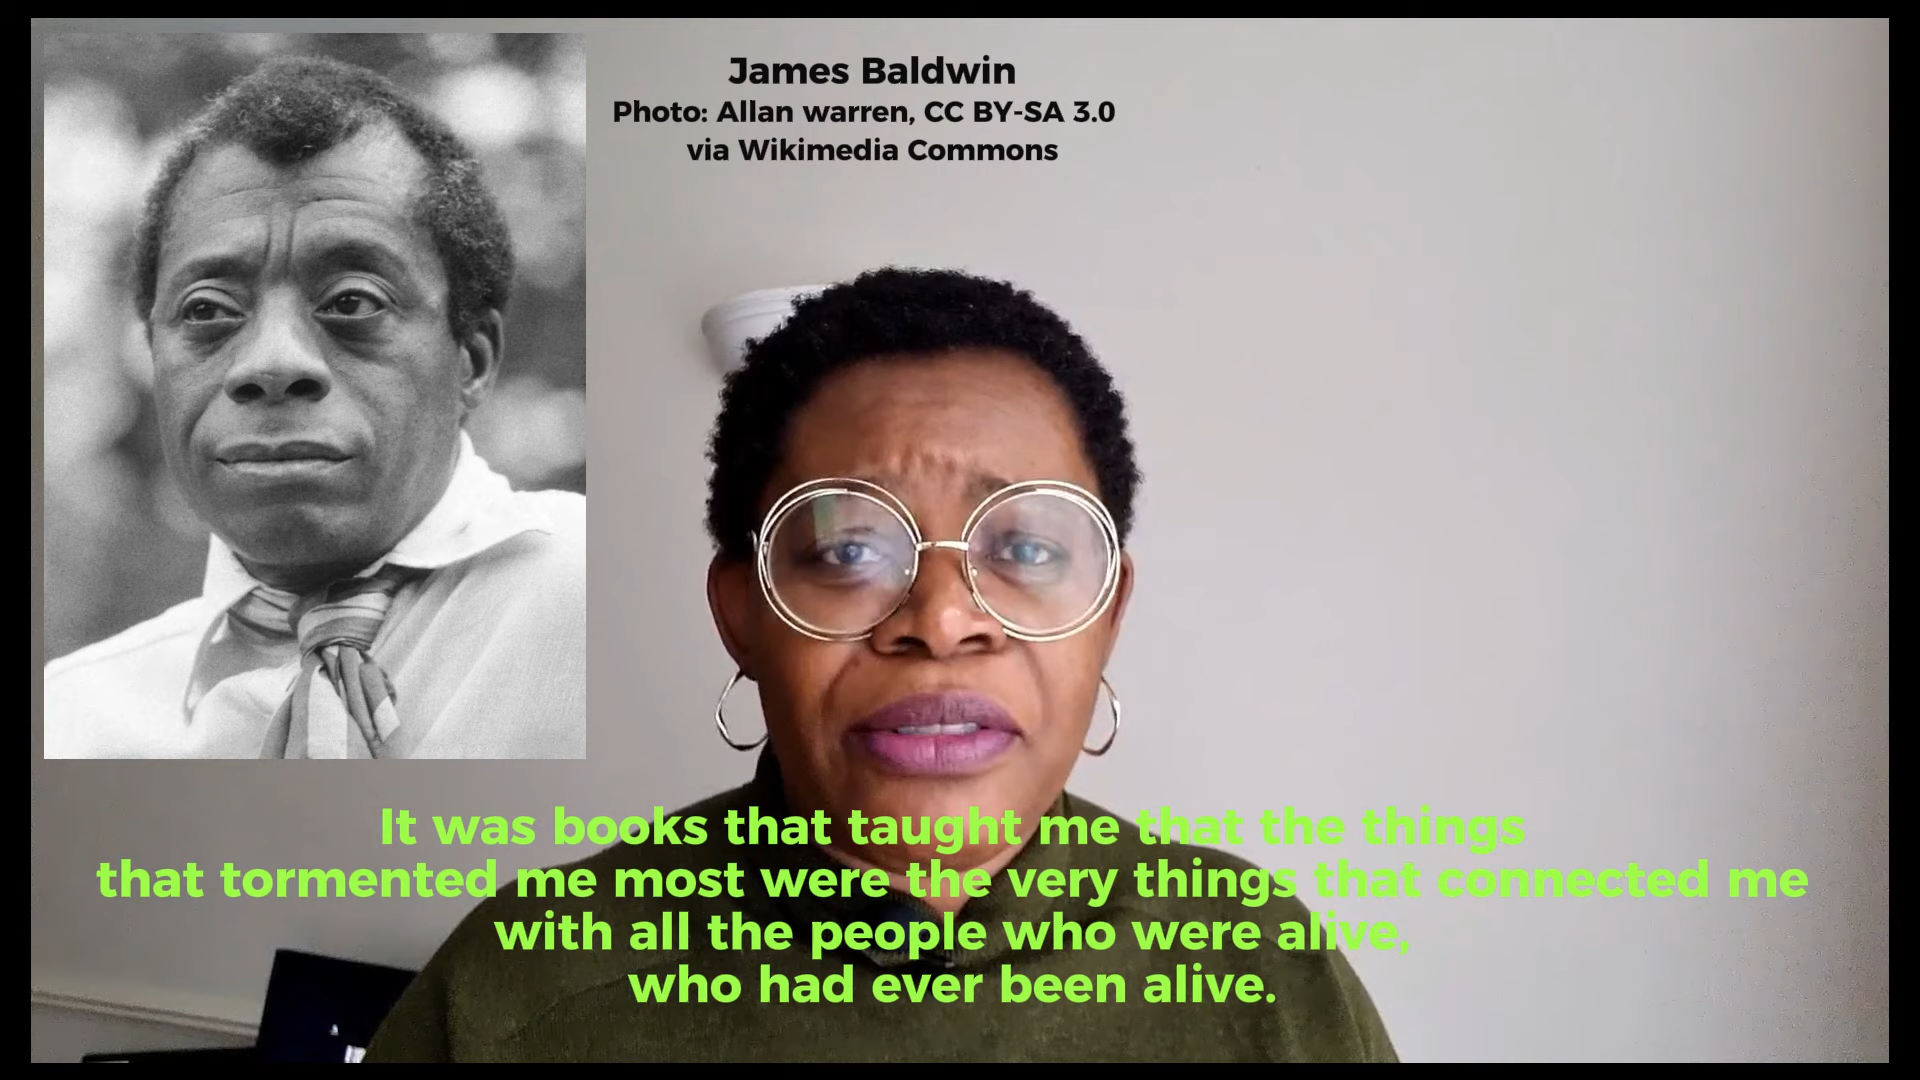 James Baldwin
Photo: Allan warren, CC BY-SA 3.0
via Wikimedia Commons
It was books that taught me that the things
that tormented me most were the very things that connected me
with all the people who were alive,
who had ever been alive.